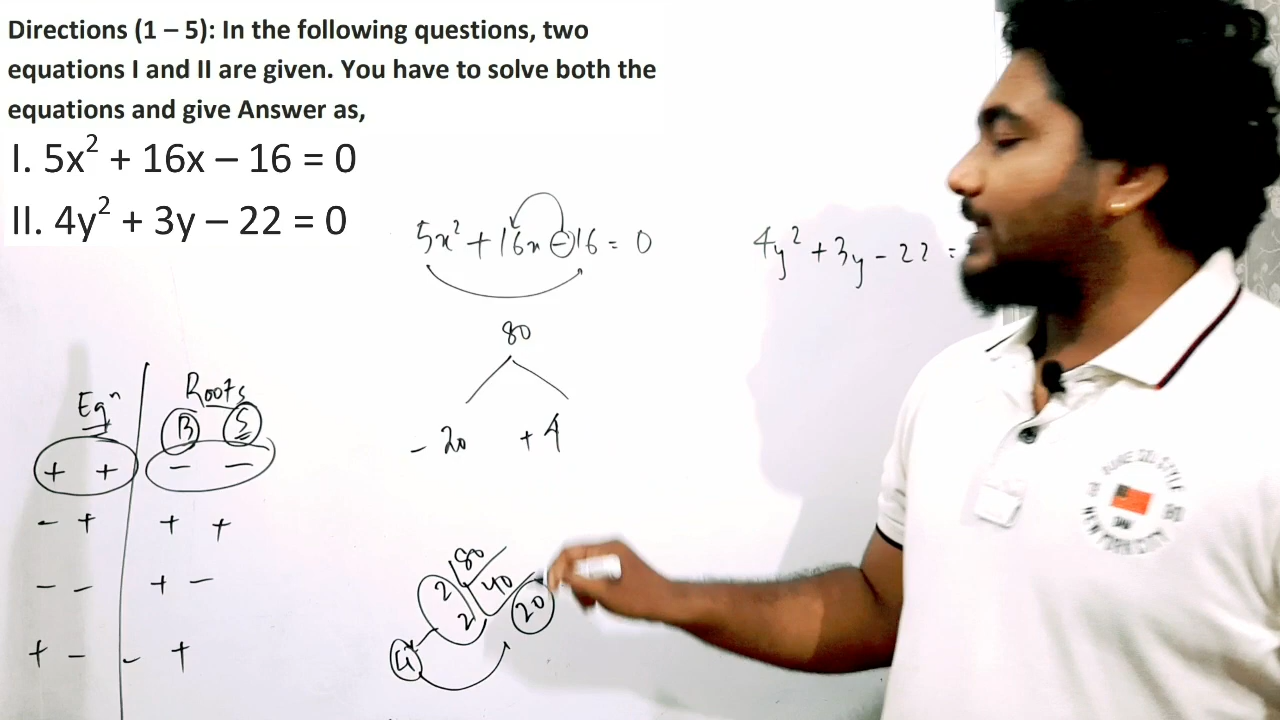 Directions (1 – 5): In the following questions, two
equations I and II are given. You have to solve both the
equations and give Answer as,
I. 5x² + 16x – 16 = 0
II. 4y² + 3y – 22 = 0
5x² + 16x - 16 = 0
4y² + 3y - 22 =
80
- 20 + 4
Eqⁿ Roots
B S
+ + - -
- + + +
- - + -
+ - - +
2 80
2 40
20
4